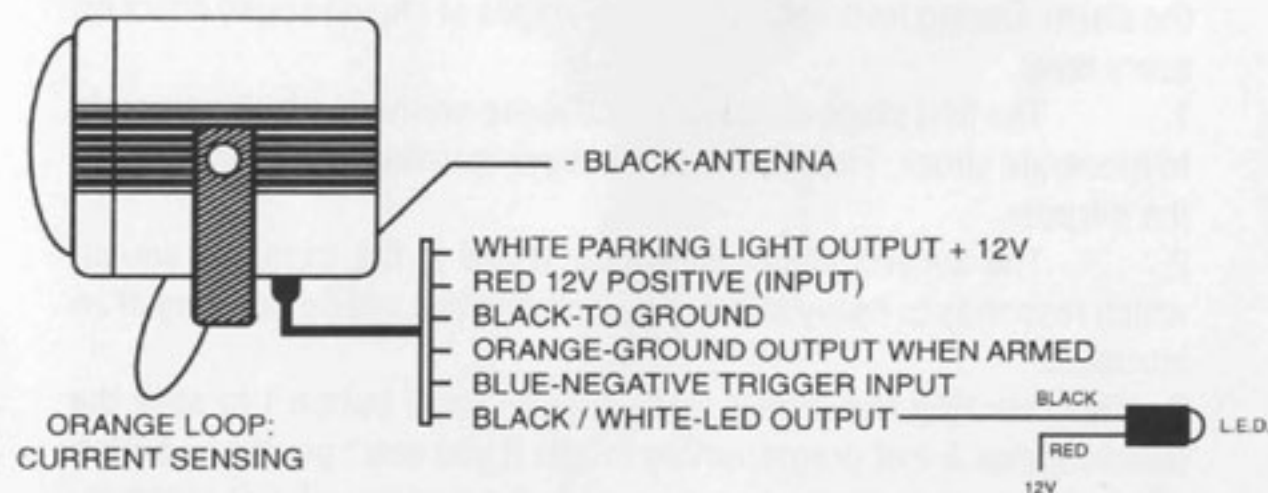 - BLACK-ANTENNA
WHITE PARKING LIGHT OUTPUT + 12V
RED 12V POSITIVE (INPUT)
BLACK-TO GROUND
ORANGE-GROUND OUTPUT WHEN ARMED
BLUE-NEGATIVE TRIGGER INPUT
BLACK / WHITE-LED OUTPUT
BLACK
L.E.D.
RED
12V
ORANGE LOOP:
CURRENT SENSING